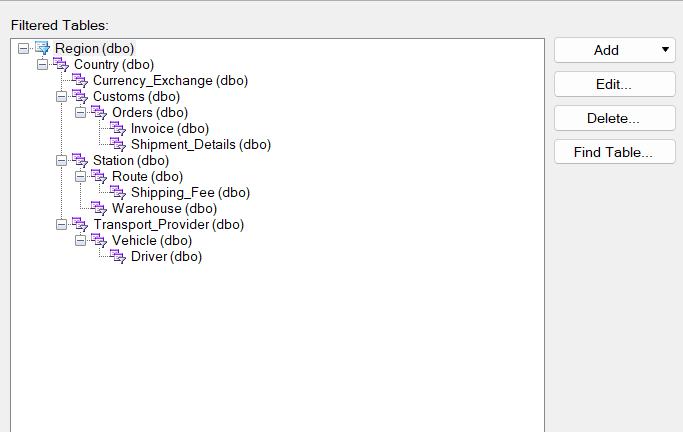 Filtered Tables:
Region (dbo)
Country (dbo)
Currency_Exchange (dbo)
Customs (dbo)
Orders (dbo)
Invoice (dbo)
Shipment_Details (dbo)
Station (dbo)
Route (dbo)
Shipping_Fee (dbo)
Warehouse (dbo)
Transport_Provider (dbo)
Vehicle (dbo)
Driver (dbo)
Add
Edit...
Delete...
Find Table...